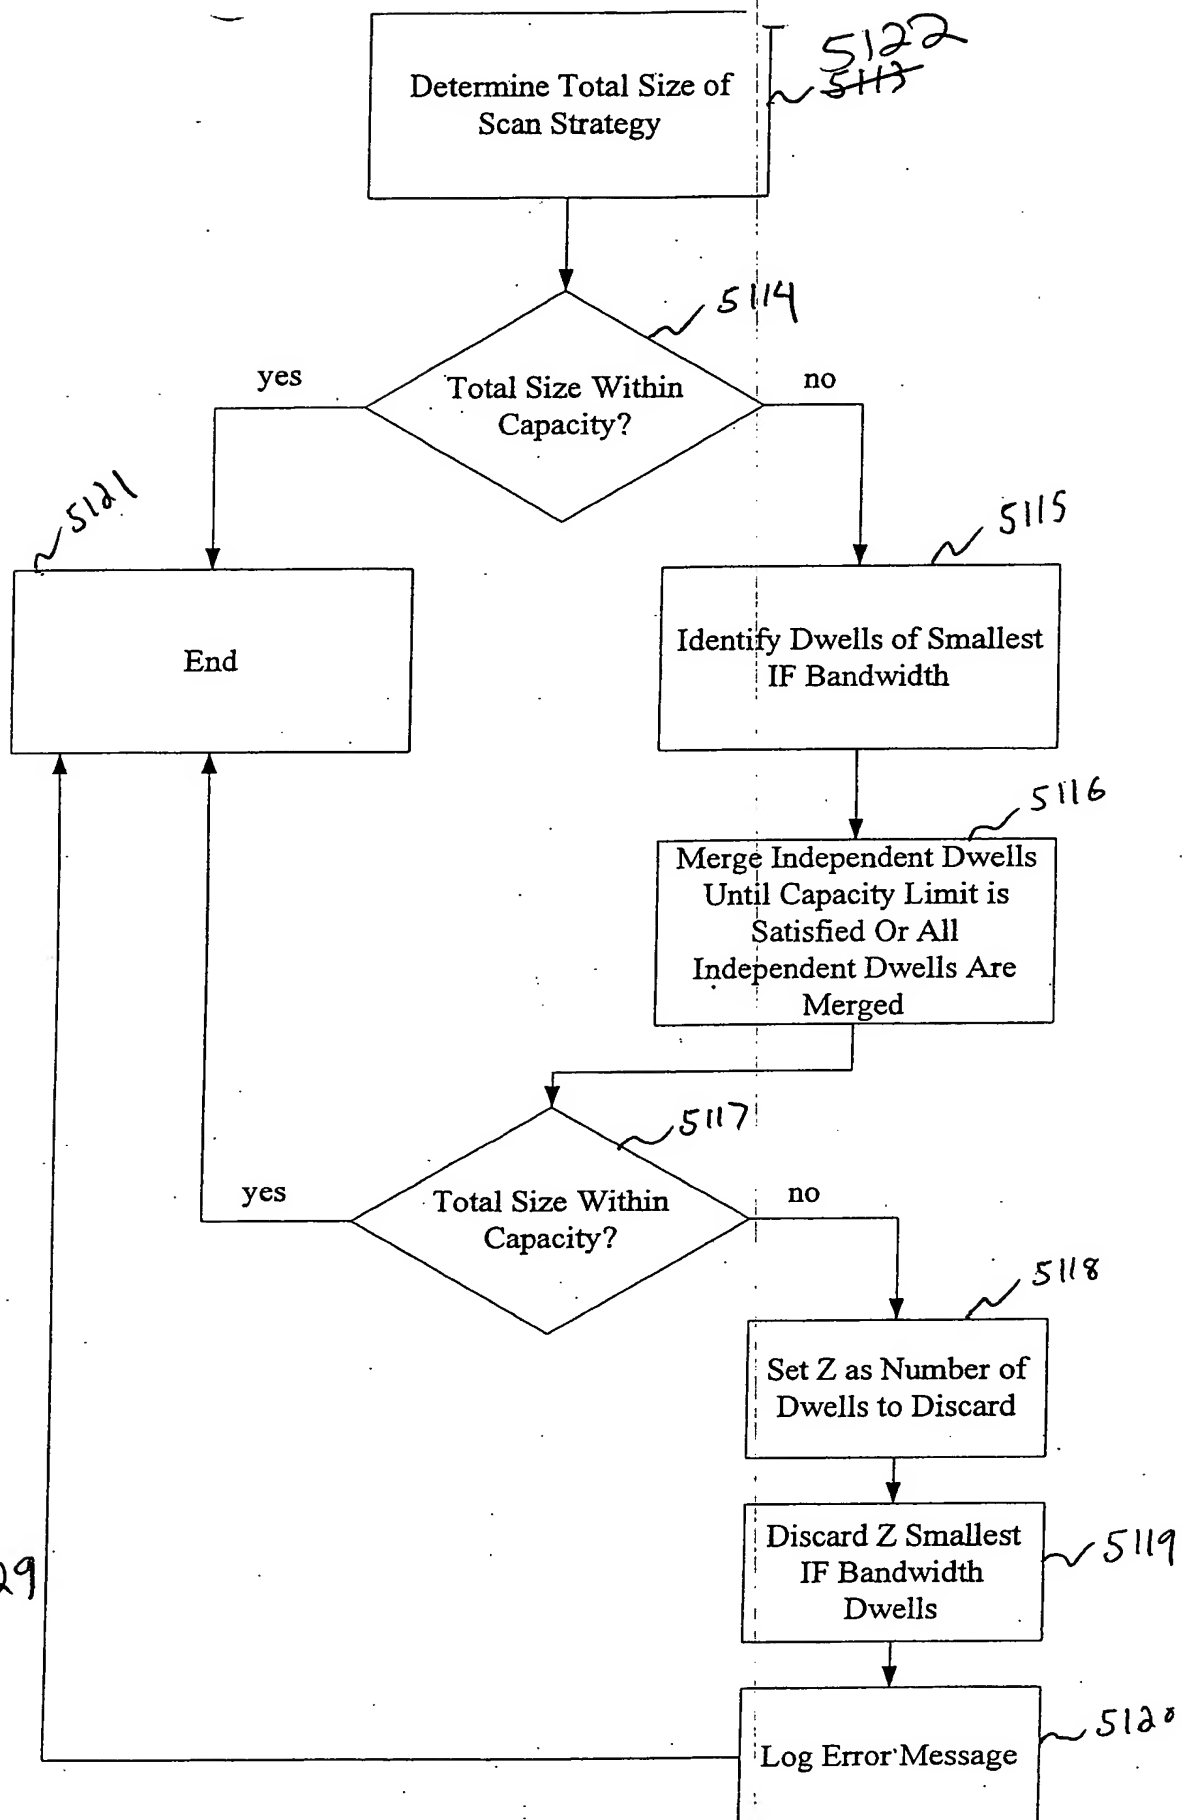 5122
5113
Determine Total Size of
Scan Strategy
5114
yes
Total Size Within
Capacity?
no
5121
5115
End
Identify Dwells of Smallest
IF Bandwidth
5116
Merge Independent Dwells
Until Capacity Limit is
Satisfied Or All
Independent Dwells Are
Merged
5117
yes
Total Size Within
Capacity?
no
5118
Set Z as Number of
Dwells to Discard
Discard Z Smallest
IF Bandwidth
Dwells
5119
29
5120
Log Error Message